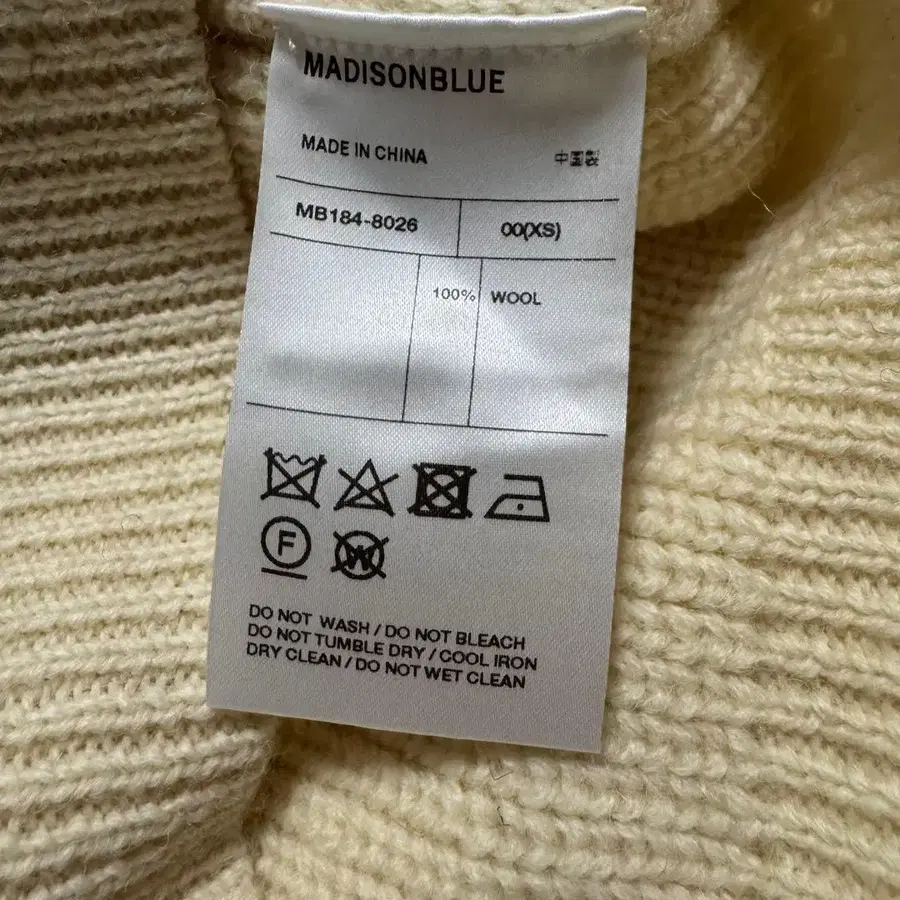 MADISONBLUE
MADE IN CHINA 中国製
MB184-8026 00(XS)
100% WOOL
F
W
DO NOT WASH / DO NOT BLEACH
DO NOT TUMBLE DRY / COOL IRON
DRY CLEAN / DO NOT WET CLEAN